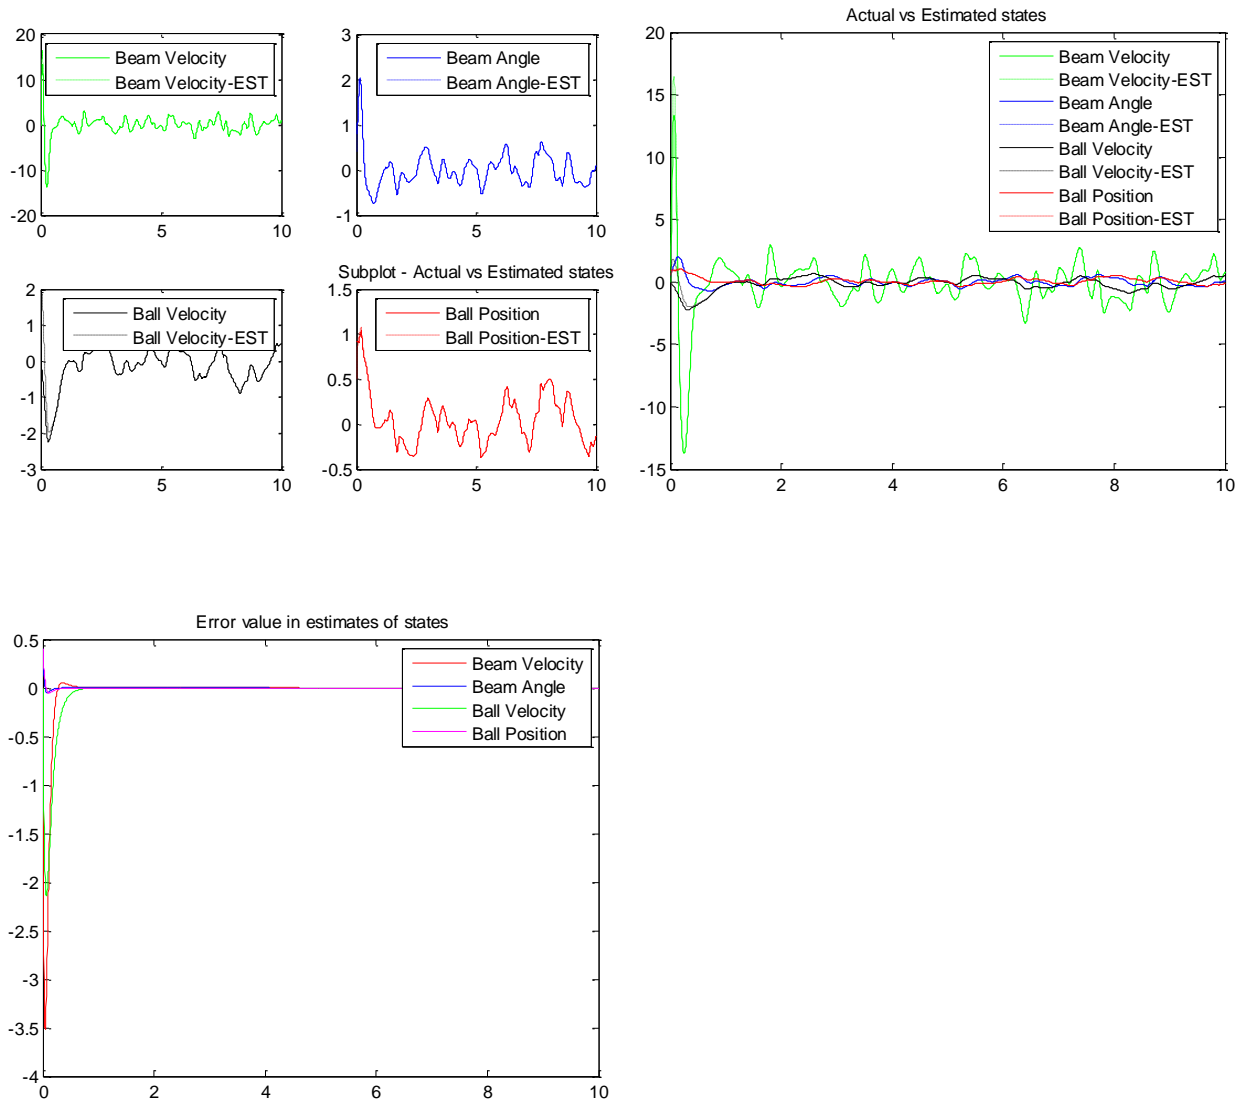 20
10
0
-10
-20
0
5
10
Beam Velocity
Beam Velocity-EST
3
2
1
0
-1
0
5
10
Beam Angle
Beam Angle-EST
2
1
0
-1
-2
-3
0
5
10
Ball Velocity
Ball Velocity-EST
Subplot - Actual vs Estimated states
1.5
1
0.5
0
-0.5
0
5
10
Ball Position
Ball Position-EST
Actual vs Estimated states
20
15
10
5
0
-5
-10
-15
0
2
4
6
8
10
Beam Velocity
Beam Velocity-EST
Beam Angle
Beam Angle-EST
Ball Velocity
Ball Velocity-EST
Ball Position
Ball Position-EST
Error value in estimates of states
0.5
0
-0.5
-1
-1.5
-2
-2.5
-3
-3.5
-4
0
2
4
6
8
10
Beam Velocity
Beam Angle
Ball Velocity
Ball Position